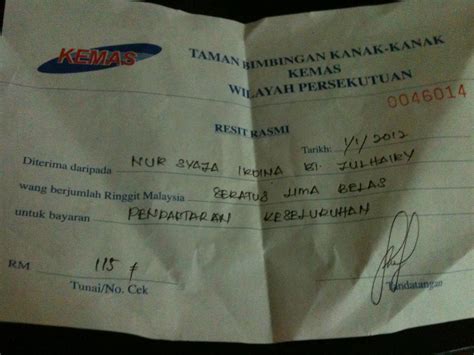 KEMAS
TAMAN BIMBINGAN KANAK-KANAK
KEMAS
WILAYAH PERSEKUTUAN
0046014
RESIT RASMI
Tarikh: 1/1/2012
Diterima daripada NUR SYAZA IRDINA BT. JULHAIRY
wang berjumlah Ringgit Malaysia SERATUS LIMA BELAS
untuk bayaran PENDAFTARAN KESELURUHAN
RM 115
Tunai/No. Cek
Tandatangan